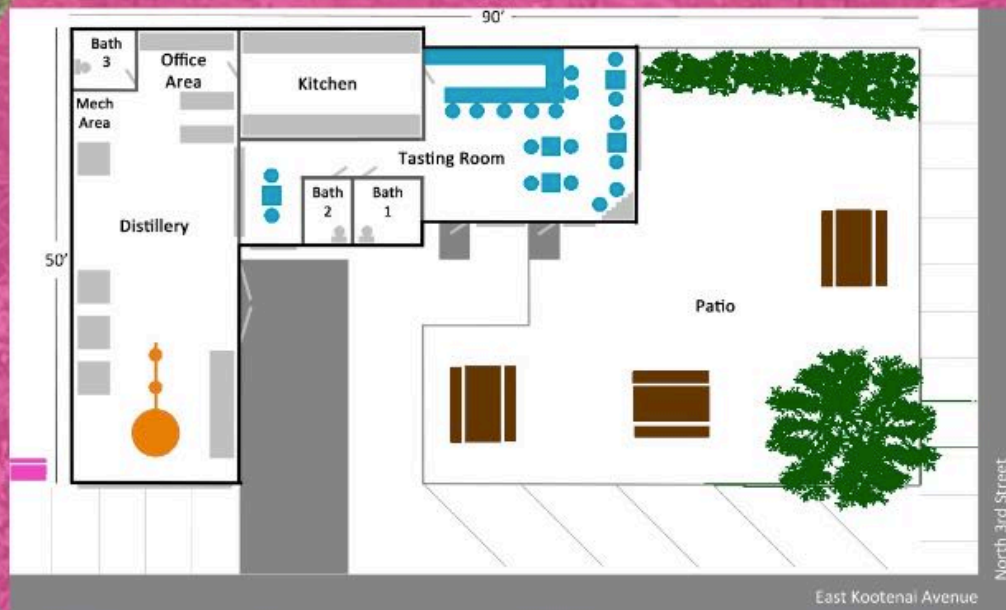 90'
Bath
3
Office
Area
Kitchen
Mech
Area
Tasting Room
Bath
2
Bath
1
Distillery
50'
Patio
North 3rd Street
East Kootenai Avenue